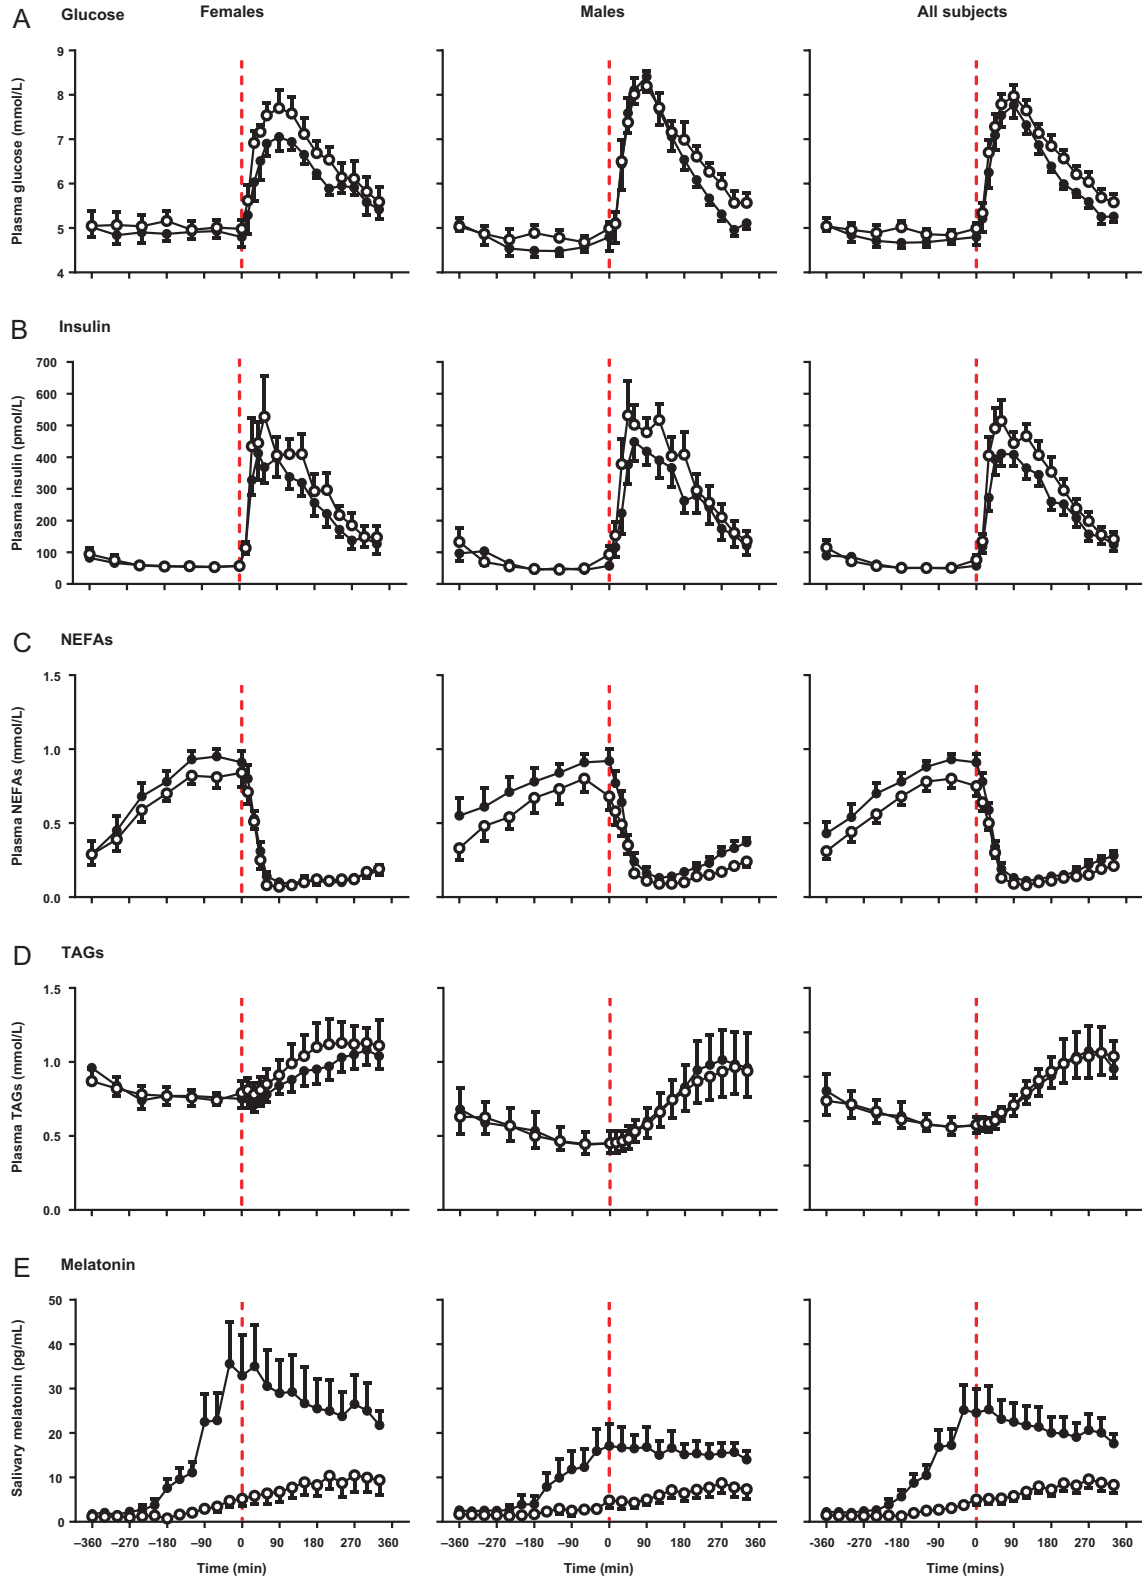 A
Glucose
Females
Males
All subjects
Plasma glucose (mmol/L)
9
8
7
6
5
4
B
Insulin
Plasma insulin (pmol/L)
700
600
500
400
300
200
100
0
C
NEFAs
Plasma NEFAs (mmol/L)
1.5
1.0
0.5
0.0
D
TAGs
Plasma TAGs (mmol/L)
1.5
1.0
0.5
0.0
E
Melatonin
Salivary melatonin (pg/mL)
50
40
30
20
10
0
–360 –270 –180 –90 0 90 180 270 360
–360 –270 –180 –90 0 90 180 270 360
-360 -270 -180 -90 0 90 180 270 360
Time (min)
Time (min)
Time (mins)